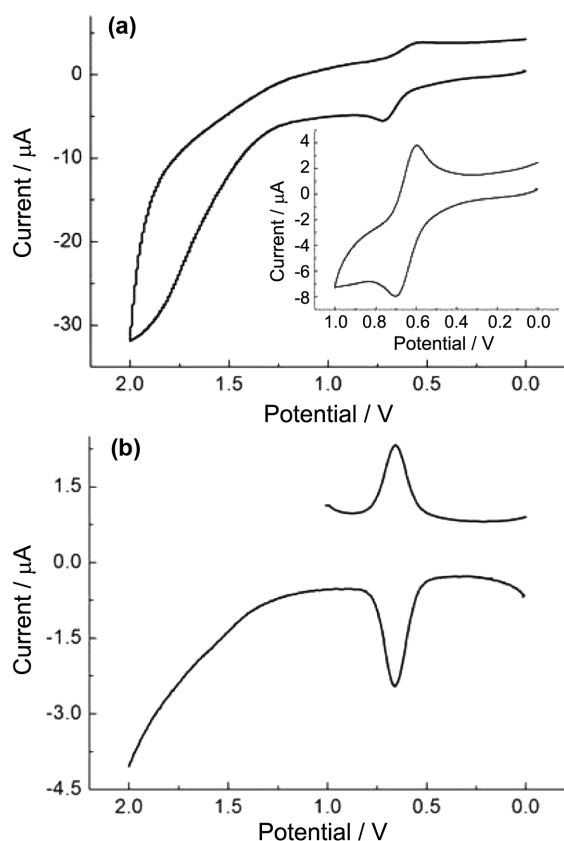 (a)
0
-10
-20
-30
Current / μA
2.0 1.5 1.0 0.5 0.0
Potential / V
4
2
0
-2
-4
-6
-8
Current / μA
1.0 0.8 0.6 0.4 0.2 0.0
Potential / V
(b)
1.5
0.0
-1.5
-3.0
-4.5
Current / μA
2.0 1.5 1.0 0.5 0.0
Potential / V